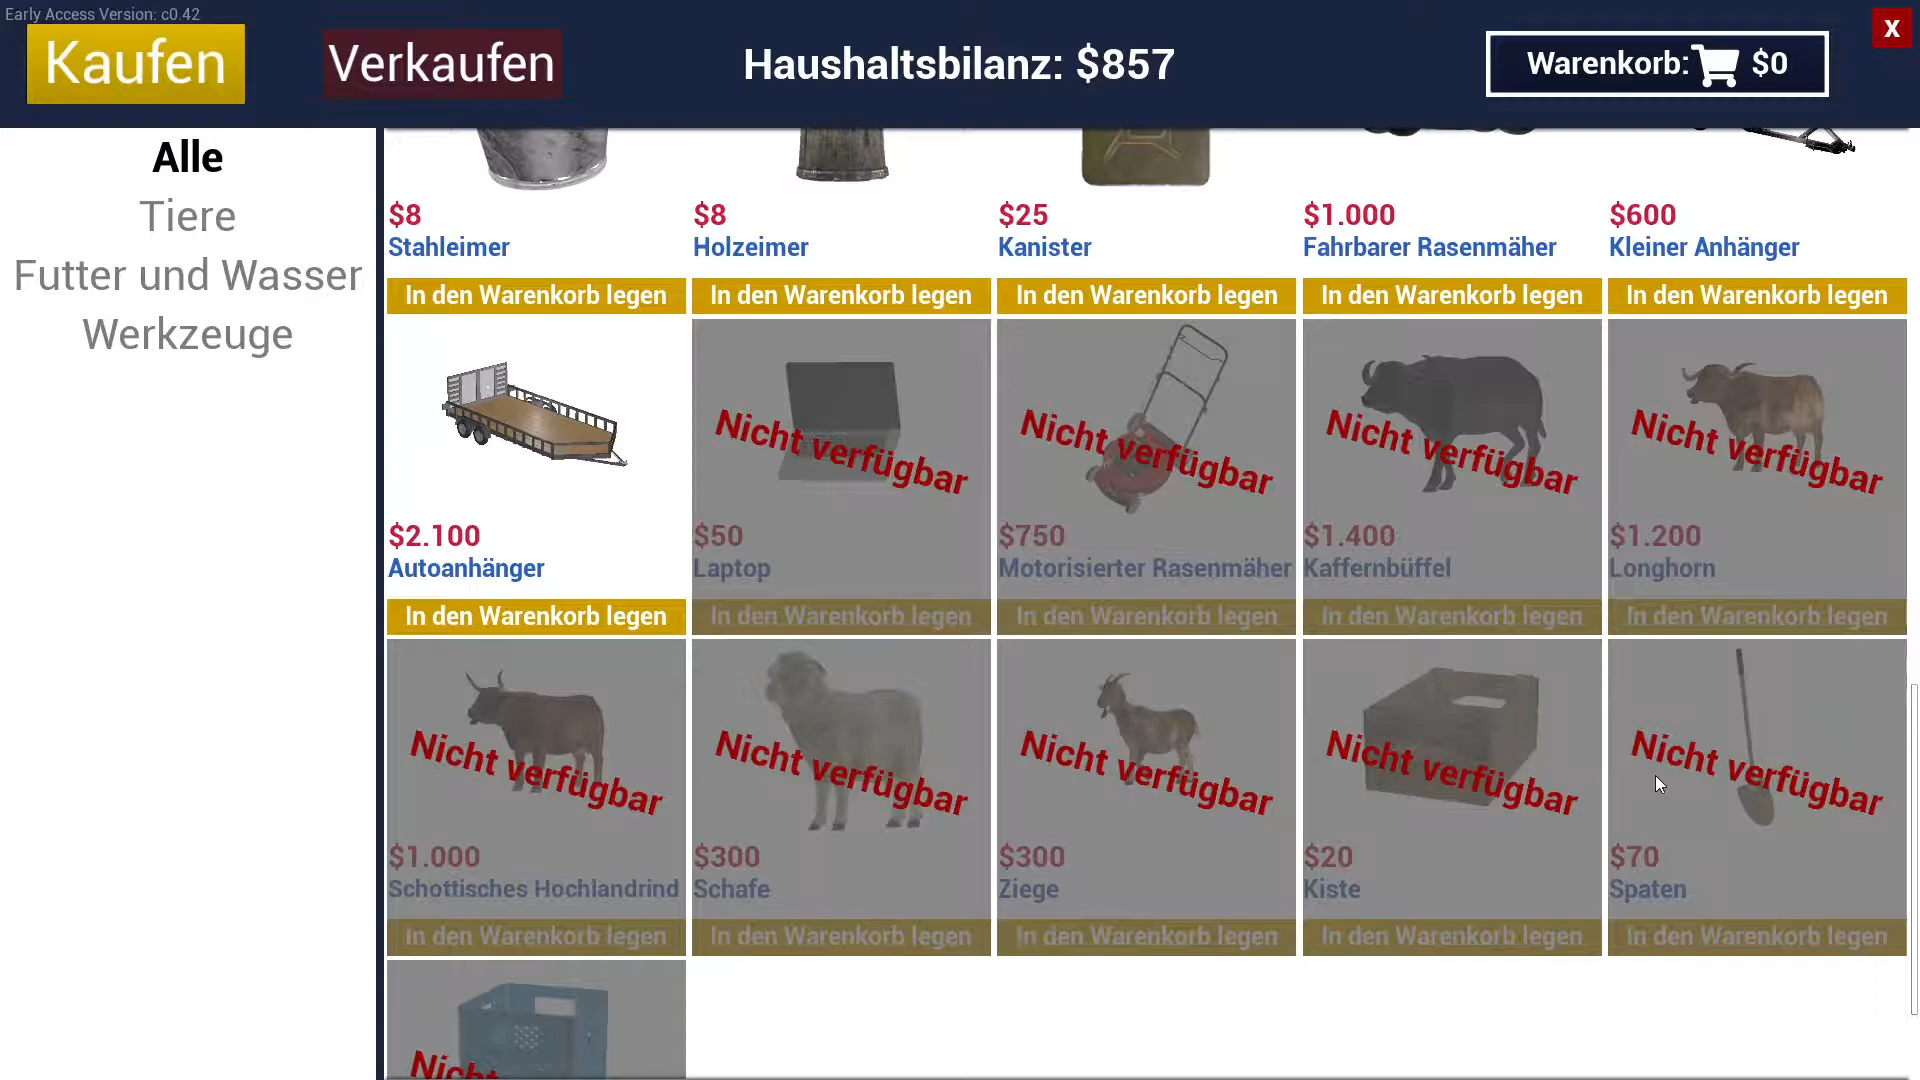 Early Access Version: c0.42
Kaufen
Verkaufen
Haushaltsbilanz: $857
Warenkorb: $0
X
Alle
Tiere
Futter und Wasser
Werkzeuge
$8
Stahleimer
In den Warenkorb legen
$8
Holzeimer
In den Warenkorb legen
$25
Kanister
In den Warenkorb legen
$1.000
Fahrbarer Rasenmäher
In den Warenkorb legen
$600
Kleiner Anhänger
In den Warenkorb legen
$2.100
Autoanhänger
In den Warenkorb legen
Nicht verfügbar
$50
Laptop
In den Warenkorb legen
Nicht verfügbar
$750
Motorisierter Rasenmäher
In den Warenkorb legen
Nicht verfügbar
$1.400
Kaffernbüffel
In den Warenkorb legen
Nicht verfügbar
$1.200
Longhorn
In den Warenkorb legen
Nicht verfügbar
$1.000
Schottisches Hochlandrind
In den Warenkorb legen
Nicht verfügbar
$300
Schafe
In den Warenkorb legen
Nicht verfügbar
$300
Ziege
In den Warenkorb legen
Nicht verfügbar
$20
Kiste
In den Warenkorb legen
Nicht verfügbar
$70
Spaten
In den Warenkorb legen
Nicht